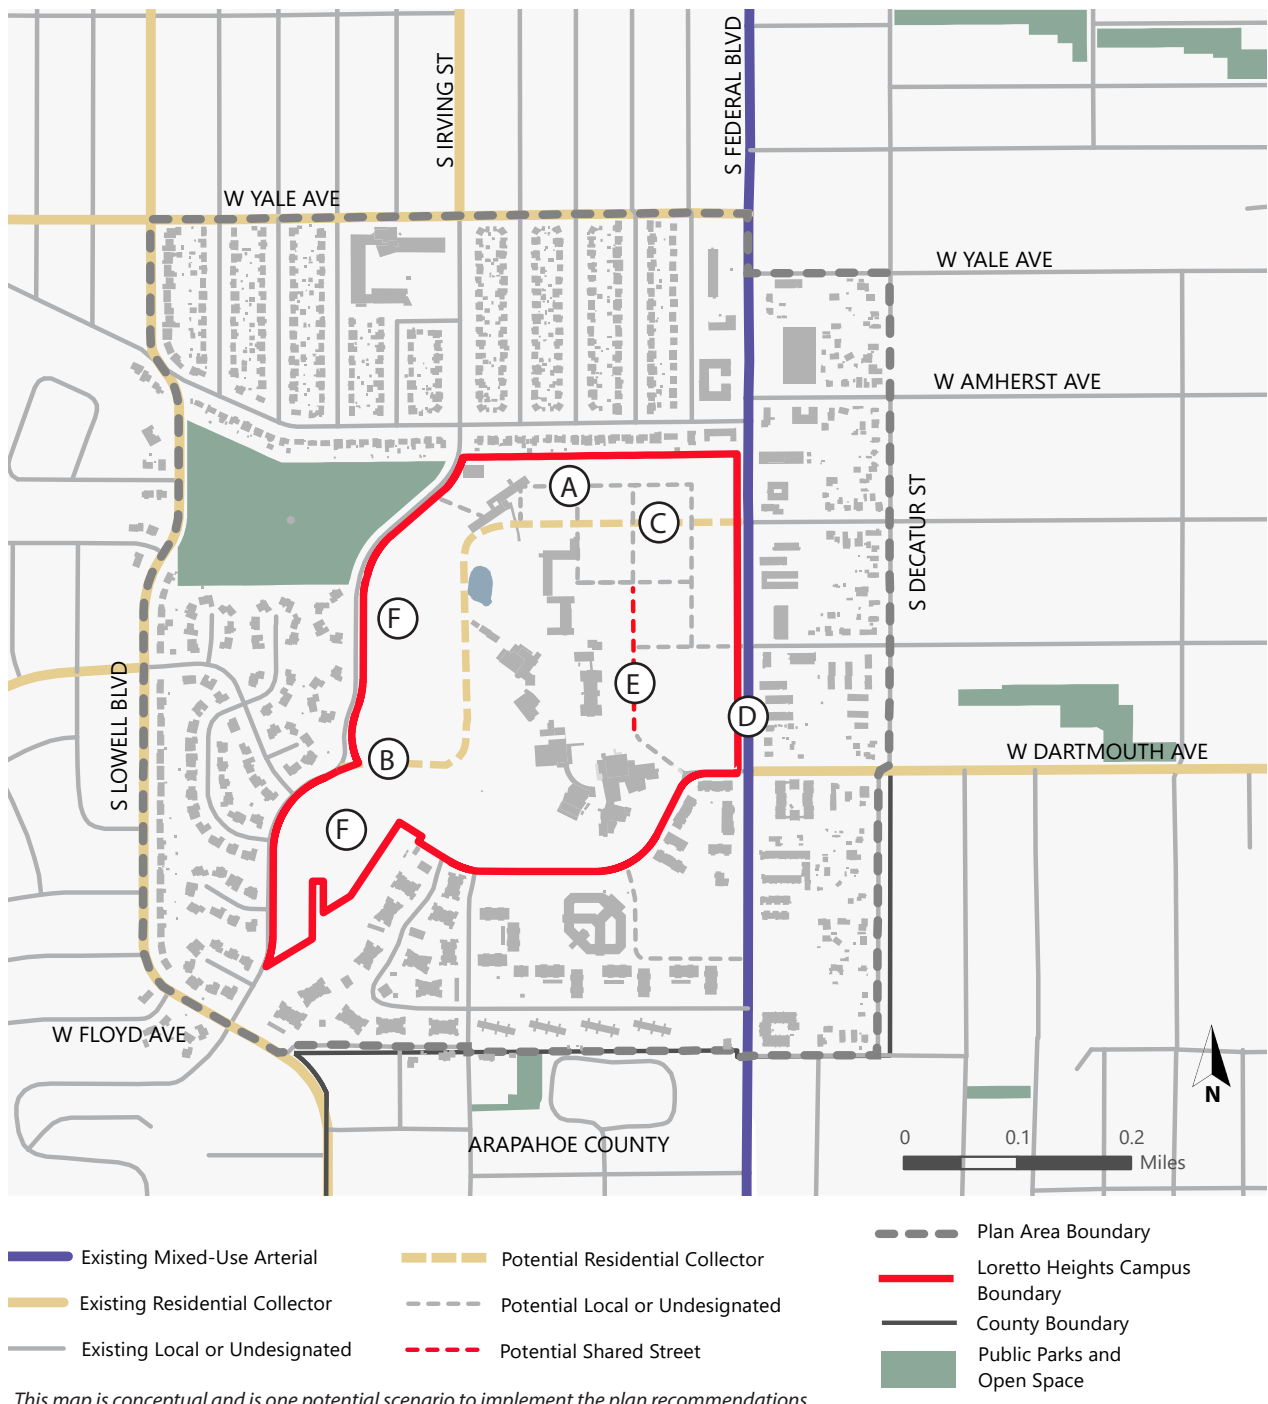 S IRVING ST
S FEDERAL BLVD
W YALE AVE
W YALE AVE
W AMHERST AVE
A
C
S DECATUR ST
F
E
S LOWELL BLVD
D
B
W DARTMOUTH AVE
F
W FLOYD AVE
N
ARAPAHOE COUNTY
0 0.1 0.2
Miles
Existing Mixed-Use Arterial
Existing Residential Collector
Existing Local or Undesignated
Potential Residential Collector
Potential Local or Undesignated
Potential Shared Street
Plan Area Boundary
Loretto Heights Campus
Boundary
County Boundary
Public Parks and
Open Space
This map is conceptual and is one potential scenario to implement the plan recommendations